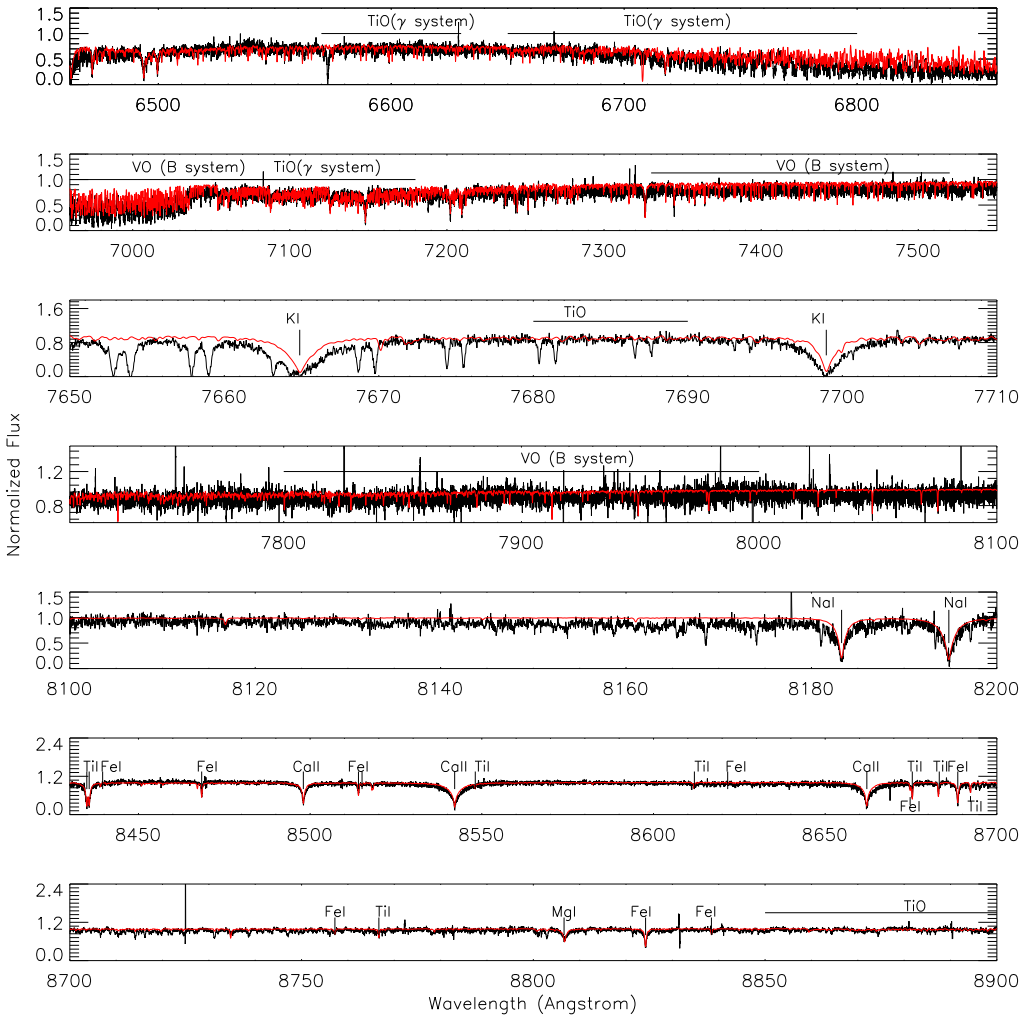 TiO(γ system) TiO(γ system)
1.5
1.0
0.5
0.0
6500 6600 6700 6800
VO (B system) TiO(γ system) VO (B system)
1.5
1.0
0.5
0.0
7000 7100 7200 7300 7400 7500
KI TiO KI
1.6
0.8
0.0
7650 7660 7670 7680 7690 7700 7710
VO (B system)
1.2
0.8
7800 7900 8000 8100
NaI NaI
1.5
1.0
0.5
0.0
8100 8120 8140 8160 8180 8200
2.4
1.2
0.0
TiI FeI FeI CaII FeI CaII TiI TiI FeI CaII TiI TiI FeI
FeI TiI
8450 8500 8550 8600 8650 8700
2.4
1.2
0.0
FeI TiI MgI FeI FeI TiO
8700 8750 8800 8850 8900
Wavelength (Angstrom)
Normalized Flux